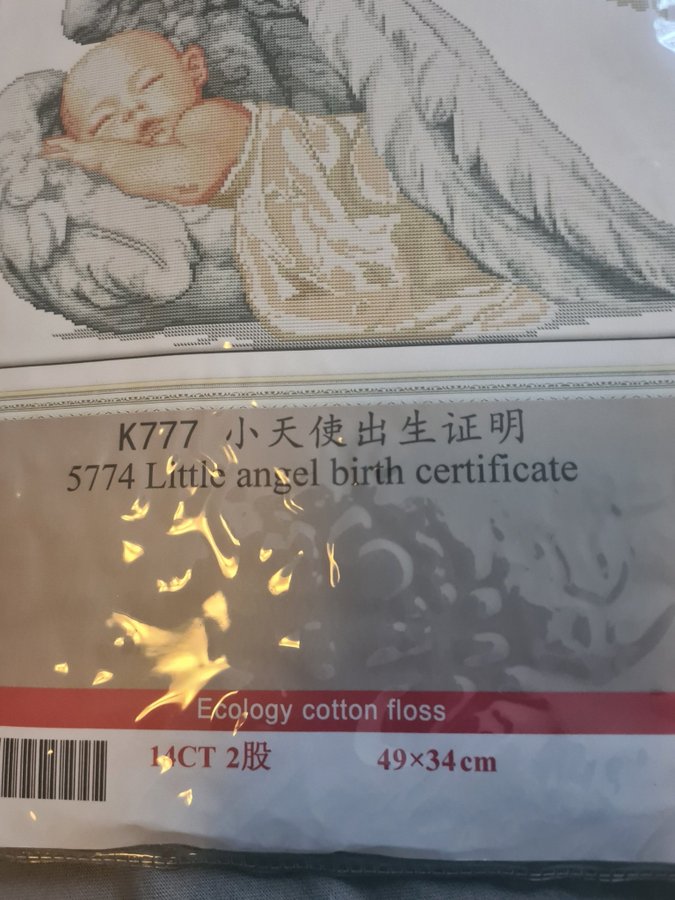 K777 小天使出生证明
5774 Little angel birth certificate
Ecology cotton floss
14CT 2股 49×34cm